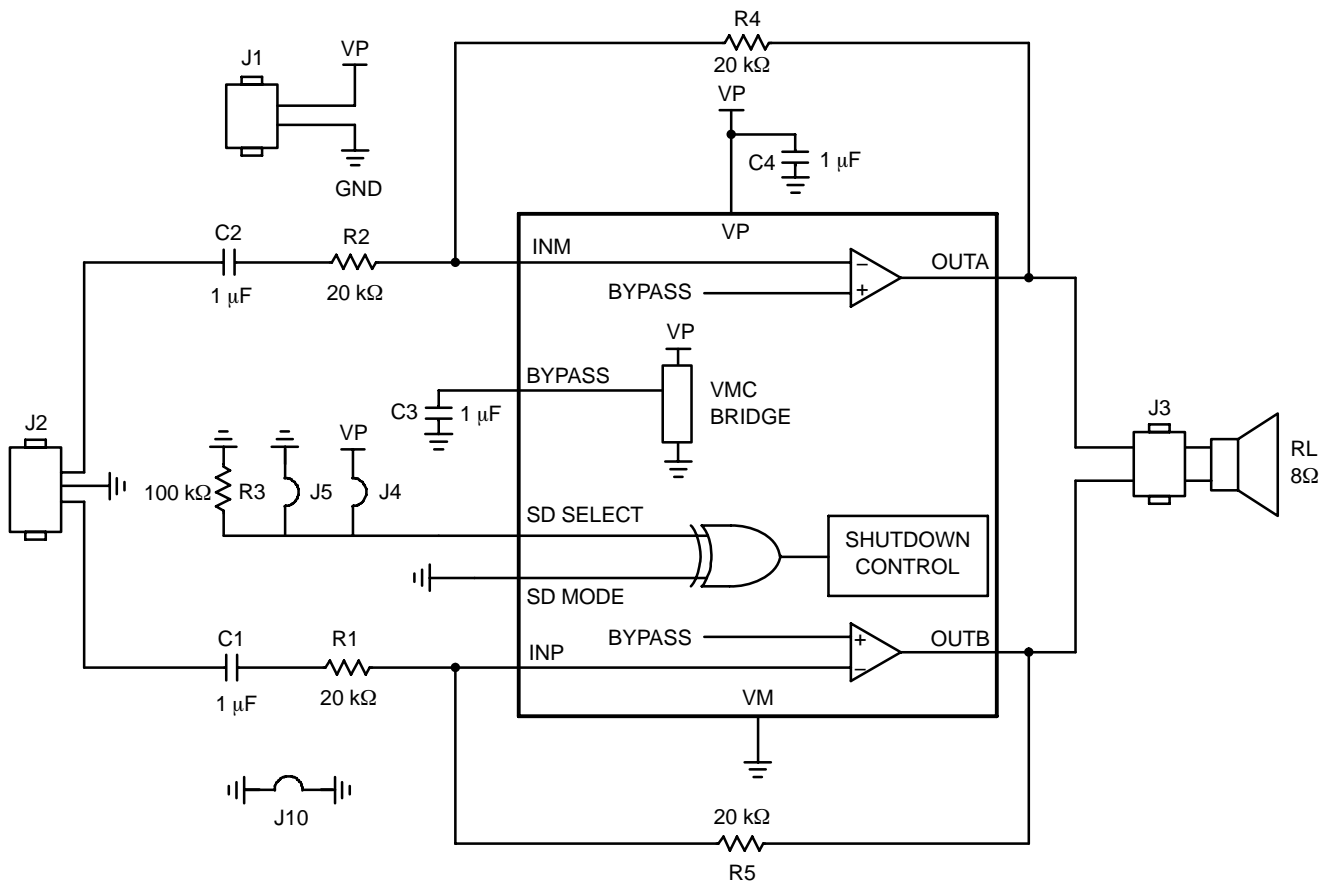 R4
20 kΩ
J1
VP
GND
VP
C4
1 μF
VP
C2
1 μF
R2
20 kΩ
INM
BYPASS
−
+
OUTA
VP
BYPASS
VMC
BRIDGE
C3
1 μF
J2
100 kΩ
R3
J5
VP
J4
J3
RL
8Ω
SD SELECT
SD MODE
SHUTDOWN
CONTROL
C1
1 μF
R1
20 kΩ
INP
BYPASS
+
−
OUTB
VM
J10
20 kΩ
R5